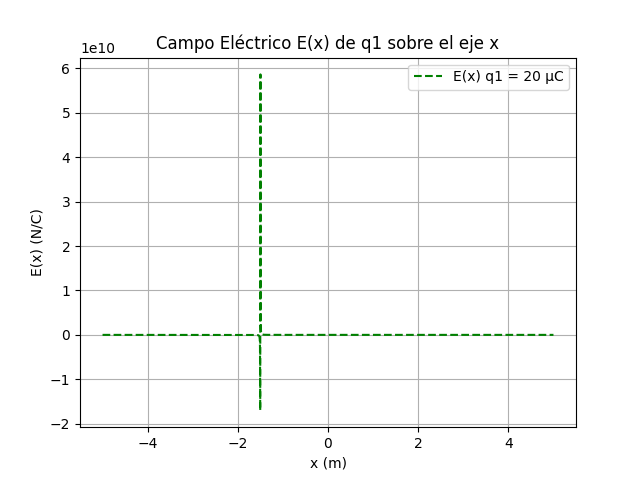 Campo Eléctrico E(x) de q1 sobre el eje x
1e10
E(x) q1 = 20 μC
6
5
4
3
2
1
0
−1
−2
E(x) (N/C)
−4 −2 0 2 4
x (m)